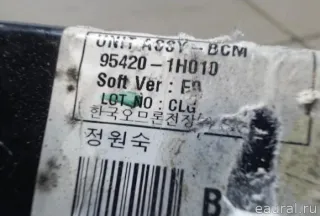 UNIT ASSY-BCM
95420-1H010
Soft Ver : E0
LOT NO : CLG
한국오므론전장
정원숙
B
eaural.ru